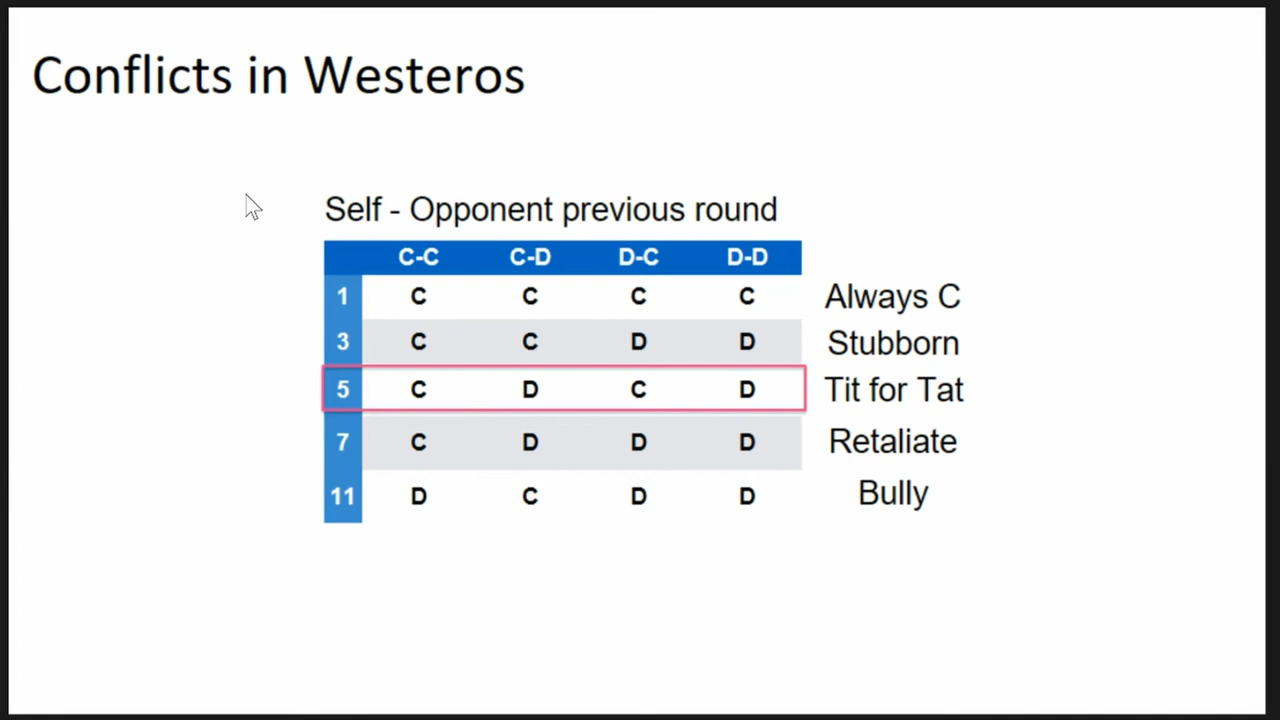 Conflicts in Westeros
Self - Opponent previous round
C-C C-D D-C D-D
1 C C C C Always C
3 C C D D Stubborn
5 C D C D Tit for Tat
7 C D D D Retaliate
11 D C D D Bully